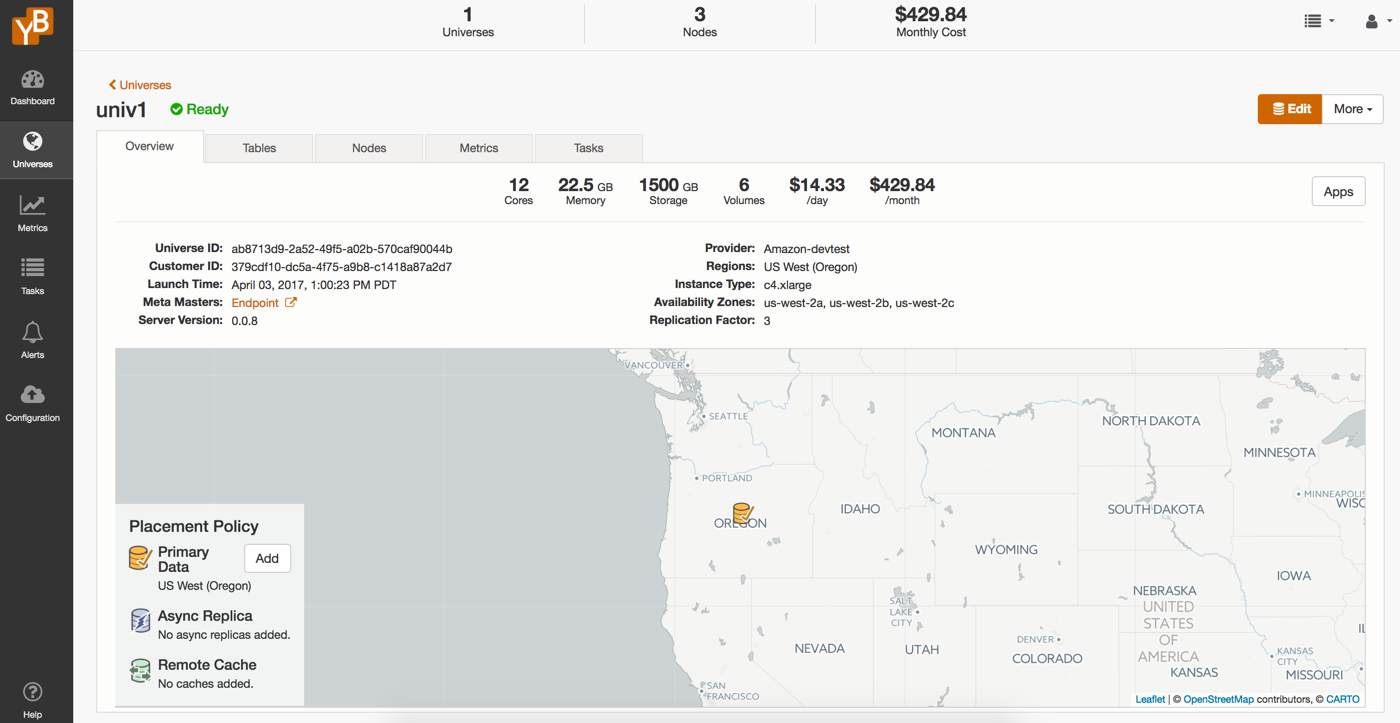 YB
1
Universes
3
Nodes
$429.84
Monthly Cost
Dashboard
Universes
Metrics
Tasks
Alerts
Configuration
Help
Universes
univ1
Ready
Edit
More
Overview
Tables
Nodes
Metrics
Tasks
12
Cores
22.5 GB
Memory
1500 GB
Storage
6
Volumes
$14.33
/day
$429.84
/month
Apps
Universe ID: ab8713d9-2a52-49f5-a02b-570caf90044b
Customer ID: 379cdf10-dc5a-4f75-a9b8-c1418a87a2d7
Launch Time: April 03, 2017, 1:00:23 PM PDT
Meta Masters: Endpoint
Server Version: 0.0.8
Provider: Amazon-devtest
Regions: US West (Oregon)
Instance Type: c4.xlarge
Availability Zones: us-west-2a, us-west-2b, us-west-2c
Replication Factor: 3
VANCOUVER
SEATTLE
PORTLAND
OREGON
IDAHO
MONTANA
NORTH DAKOTA
MINNESOTA
MINNEAPOLIS
WISC
SOUTH DAKOTA
WYOMING
IOWA
NEBRASKA
UNITED
STATES
OF
AMERICA
SALT
LAKE
CITY
NEVADA
UTAH
DENVER
COLORADO
KANSAS
KANSAS
CITY
MISSOURI
IL
SAN
FRANCISCO
Placement Policy
Primary
Data
Add
US West (Oregon)
Async Replica
No async replicas added.
Remote Cache
No caches added.
Leaflet | © OpenStreetMap contributors, © CARTO